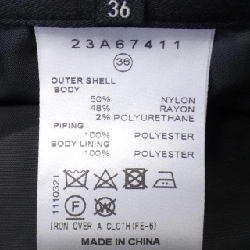 36
23A67411
36
OUTER SHELL
BODY
50% NYLON
48% RAYON
2% POLYURETHANE
PIPING
100% POLYESTER
BODY LINING
100% POLYESTER
F W
IRON OVER A CLOTH(FE-6)
MADE IN CHINA